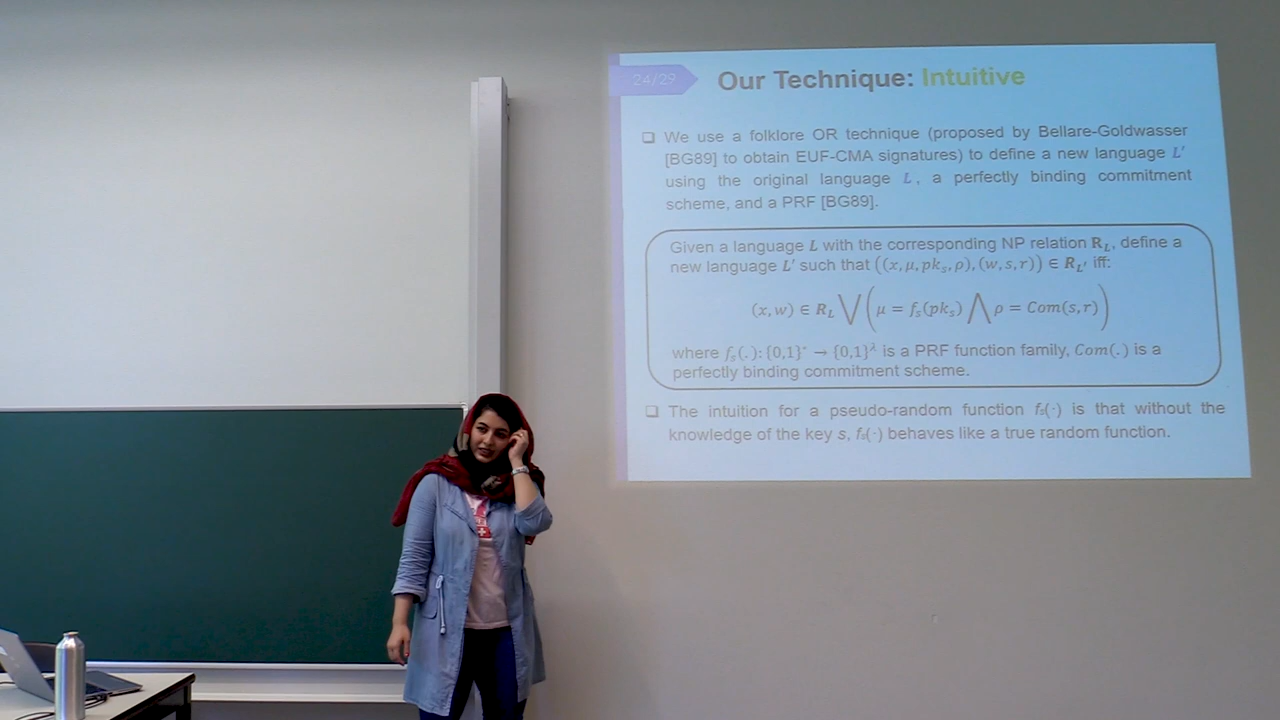 24/29
Our Technique: Intuitive
❑ We use a folklore OR technique (proposed by Bellare-Goldwasser
[BG89] to obtain EUF-CMA signatures) to define a new language L′
using the original language L, a perfectly binding commitment
scheme, and a PRF [BG89].
Given a language L with the corresponding NP relation R_L, define a
new language L′ such that ((x, μ, pk_s, ρ), (w, s, r)) ∈ R_L′ iff:
(x, w) ∈ R_L ⋁ (μ = f_s(pk_s) ⋀ ρ = Com(s, r))
where f_s(.): {0,1}* → {0,1}^λ is a PRF function family, Com(.) is a
perfectly binding commitment scheme.
❑ The intuition for a pseudo-random function f_s(·) is that without the
knowledge of the key s, f_s(·) behaves like a true random function.